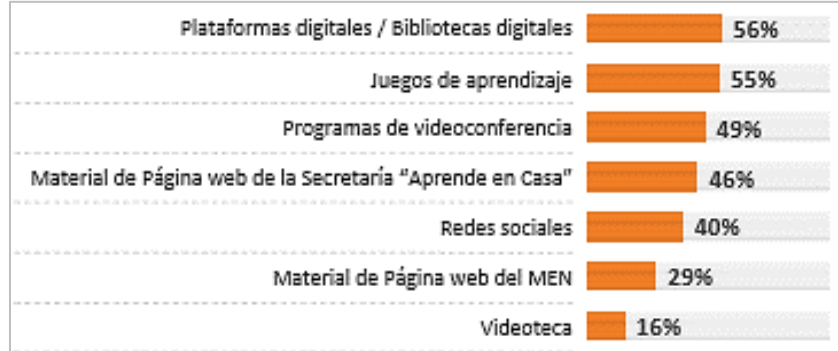 Plataformas digitales / Bibliotecas digitales 56%
Juegos de aprendizaje 55%
Programas de videoconferencia 49%
Material de Página web de la Secretaría “Aprende en Casa” 46%
Redes sociales 40%
Material de Página web del MEN 29%
Videoteca 16%